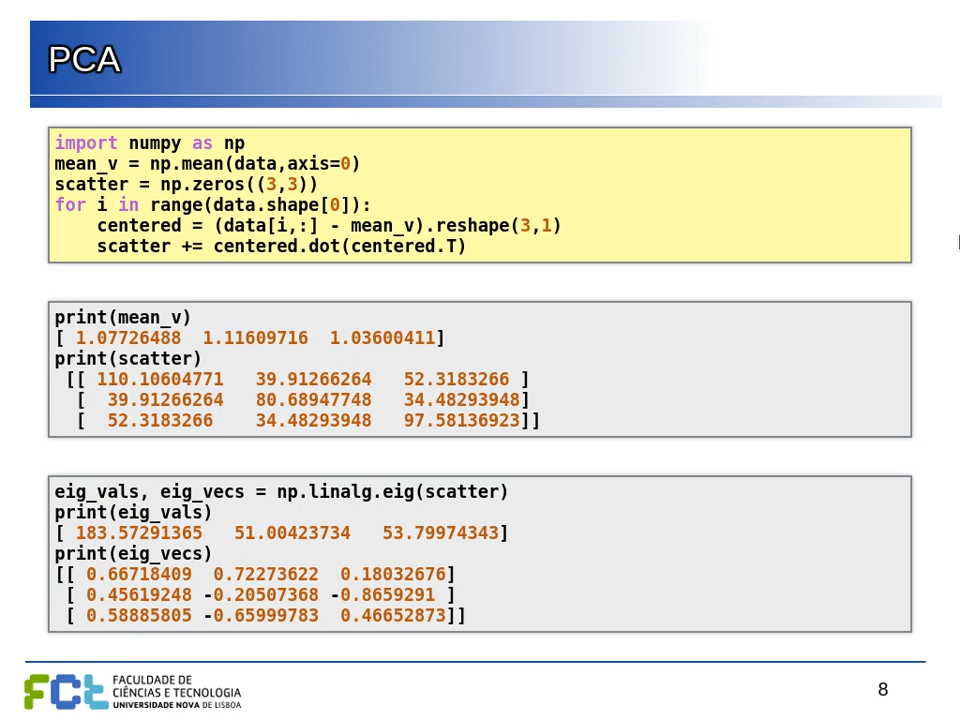 PCA
import numpy as np
mean_v = np.mean(data,axis=0)
scatter = np.zeros((3,3))
for i in range(data.shape[0]):
    centered = (data[i,:] - mean_v).reshape(3,1)
    scatter += centered.dot(centered.T)
print(mean_v)
[ 1.07726488  1.11609716  1.03600411]
print(scatter)
 [[ 110.10604771   39.91266264   52.3183266 ]
  [  39.91266264   80.68947748   34.48293948]
  [  52.3183266    34.48293948   97.58136923]]
eig_vals, eig_vecs = np.linalg.eig(scatter)
print(eig_vals)
[ 183.57291365   51.00423734   53.79974343]
print(eig_vecs)
[[ 0.66718409  0.72273622  0.18032676]
 [ 0.45619248 -0.20507368 -0.8659291 ]
 [ 0.58885805 -0.65999783  0.46652873]]
FCt
FACULDADE DE
CIÊNCIAS E TECNOLOGIA
UNIVERSIDADE NOVA DE LISBOA
8